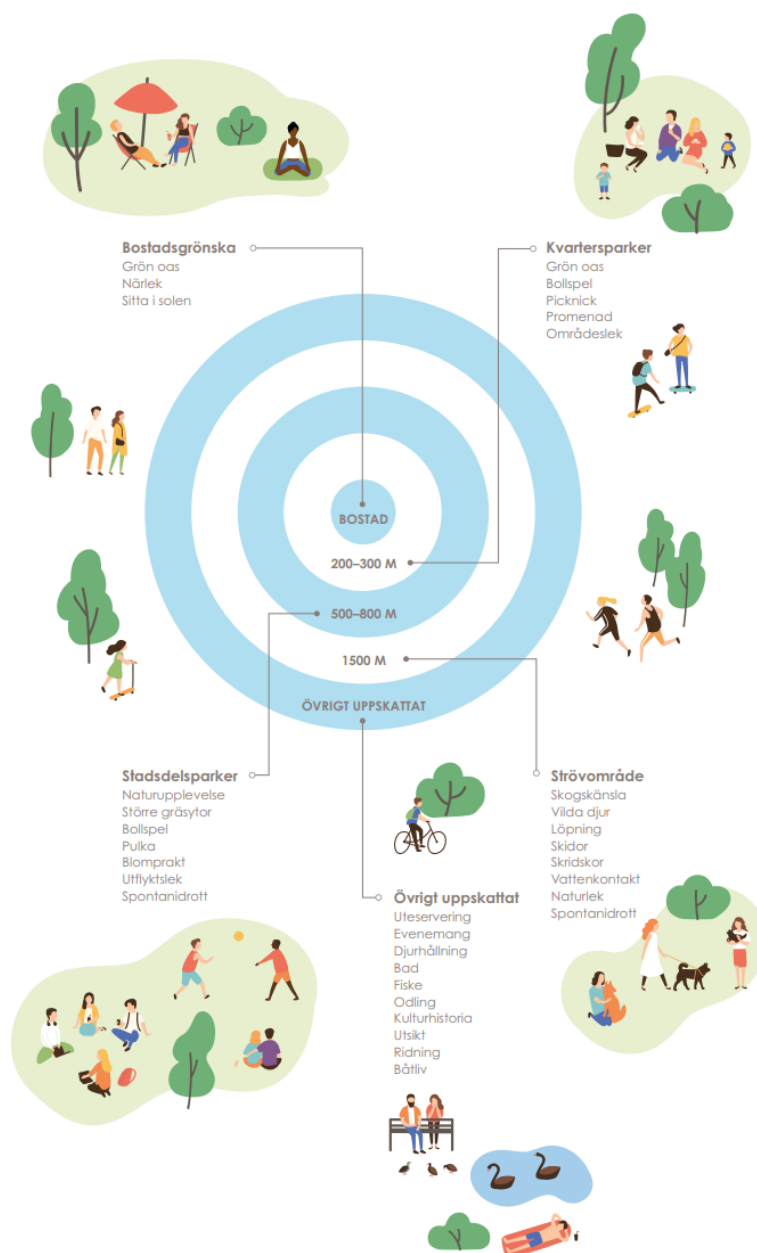 Bostadsgrönska
Grön oas
Närlek
Sitta i solen
Kvartersparker
Grön oas
Bollspel
Picknick
Promenad
Områdeslek
BOSTAD
200–300 M
500–800 M
1500 M
ÖVRIGT UPPSKATTAT
Stadsdelsparker
Naturupplevelse
Större gräsytor
Bollspel
Pulka
Blomprakt
Utflyktslek
Spontanidrott
Strövområde
Skogskänsla
Vilda djur
Löpning
Skidor
Skridskor
Vattenkontakt
Naturlek
Spontanidrott
Övrigt uppskattat
Uteservering
Evenemang
Djurhållning
Bad
Fiske
Odling
Kulturhistoria
Utsikt
Ridning
Båtliv